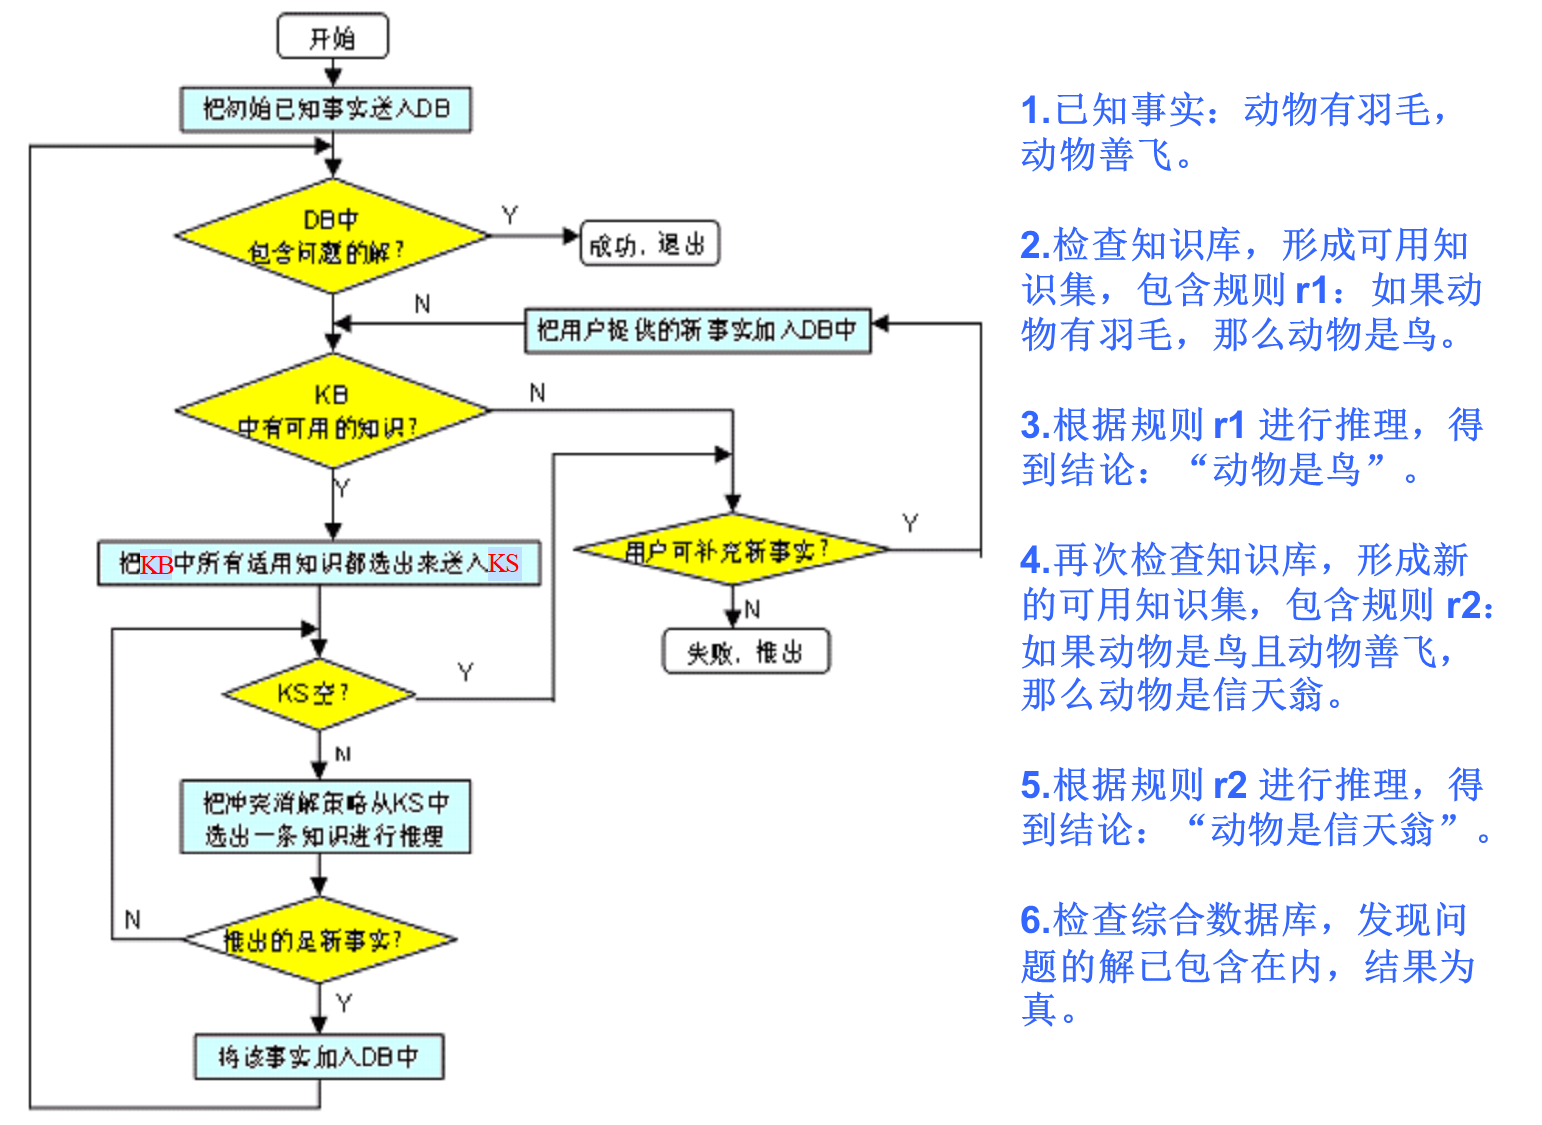 开始
把初始已知事实送入DB
DB中
包含问题的解?
Y
成功，退出
N
把用户提供的新事实加入DB中
KB
中有可用的知识?
N
Y
用户可补充新事实?
Y
把KB中所有适用知识都选出来送入KS
N
失败，推出
KS空?
Y
N
把冲突消解策略从KS中
选出一条知识进行推理
N
推出的是新事实?
Y
将该事实加入DB中
1.已知事实：动物有羽毛，
动物善飞。
2.检查知识库，形成可用知
识集，包含规则 r1：如果动
物有羽毛，那么动物是鸟。
3.根据规则 r1 进行推理，得
到结论：“动物是鸟”。
4.再次检查知识库，形成新
的可用知识集，包含规则 r2：
如果动物是鸟且动物善飞，
那么动物是信天翁。
5.根据规则 r2 进行推理，得
到结论：“动物是信天翁”。
6.检查综合数据库，发现问
题的解已包含在内，结果为
真。